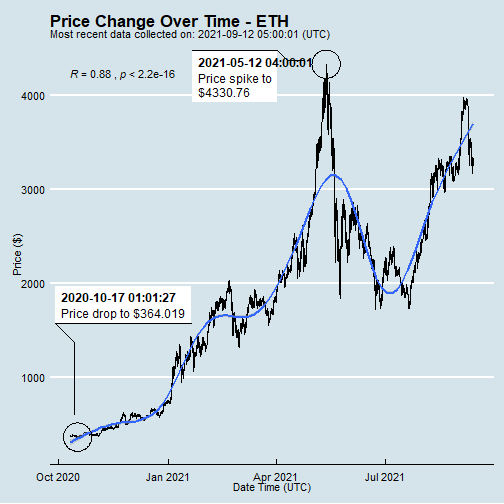 Price Change Over Time - ETH
Most recent data collected on: 2021-09-12 05:00:01 (UTC)
2021-05-12 04:00:01
Price spike to
$4330.76
R = 0.88 , p < 2.2e-16
4000
3000
Price ($)
2000
2020-10-17 01:01:27
Price drop to $364.019
1000
Oct 2020
Jan 2021
Apr 2021
Jul 2021
Date Time (UTC)